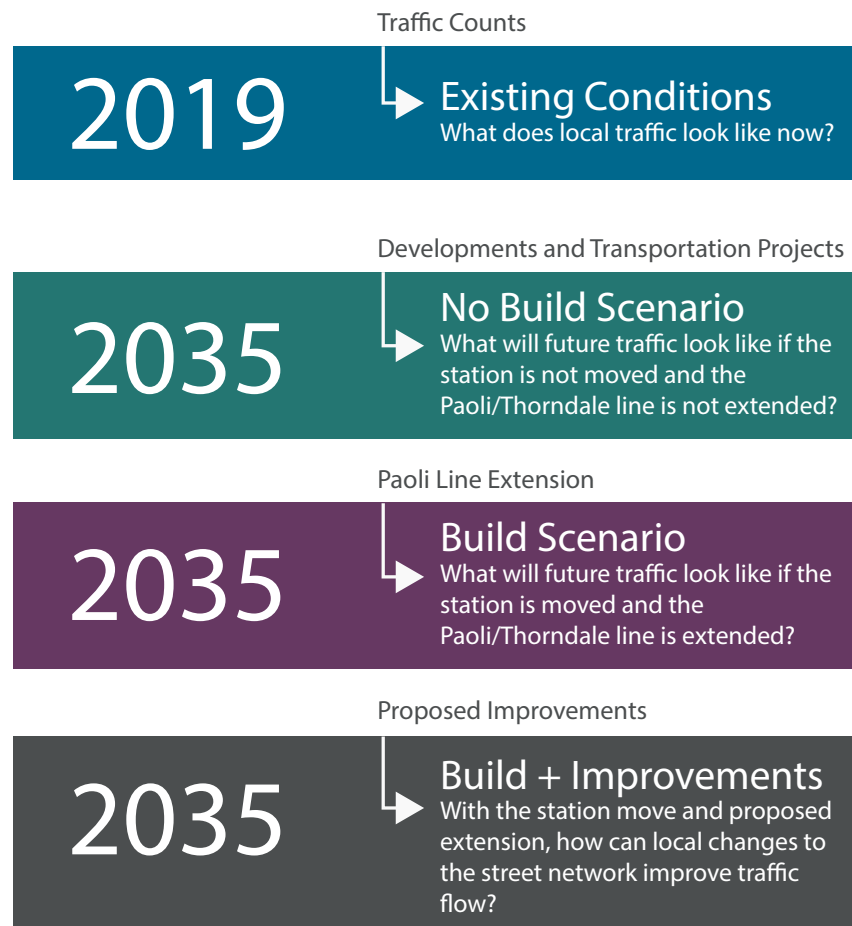 Traffic Counts
2019
Existing Conditions
What does local traffic look like now?
Developments and Transportation Projects
2035
No Build Scenario
What will future traffic look like if the
station is not moved and the
Paoli/Thorndale line is not extended?
Paoli Line Extension
2035
Build Scenario
What will future traffic look like if the
station is moved and the
Paoli/Thorndale line is extended?
Proposed Improvements
2035
Build + Improvements
With the station move and proposed
extension, how can local changes to
the street network improve traffic
flow?